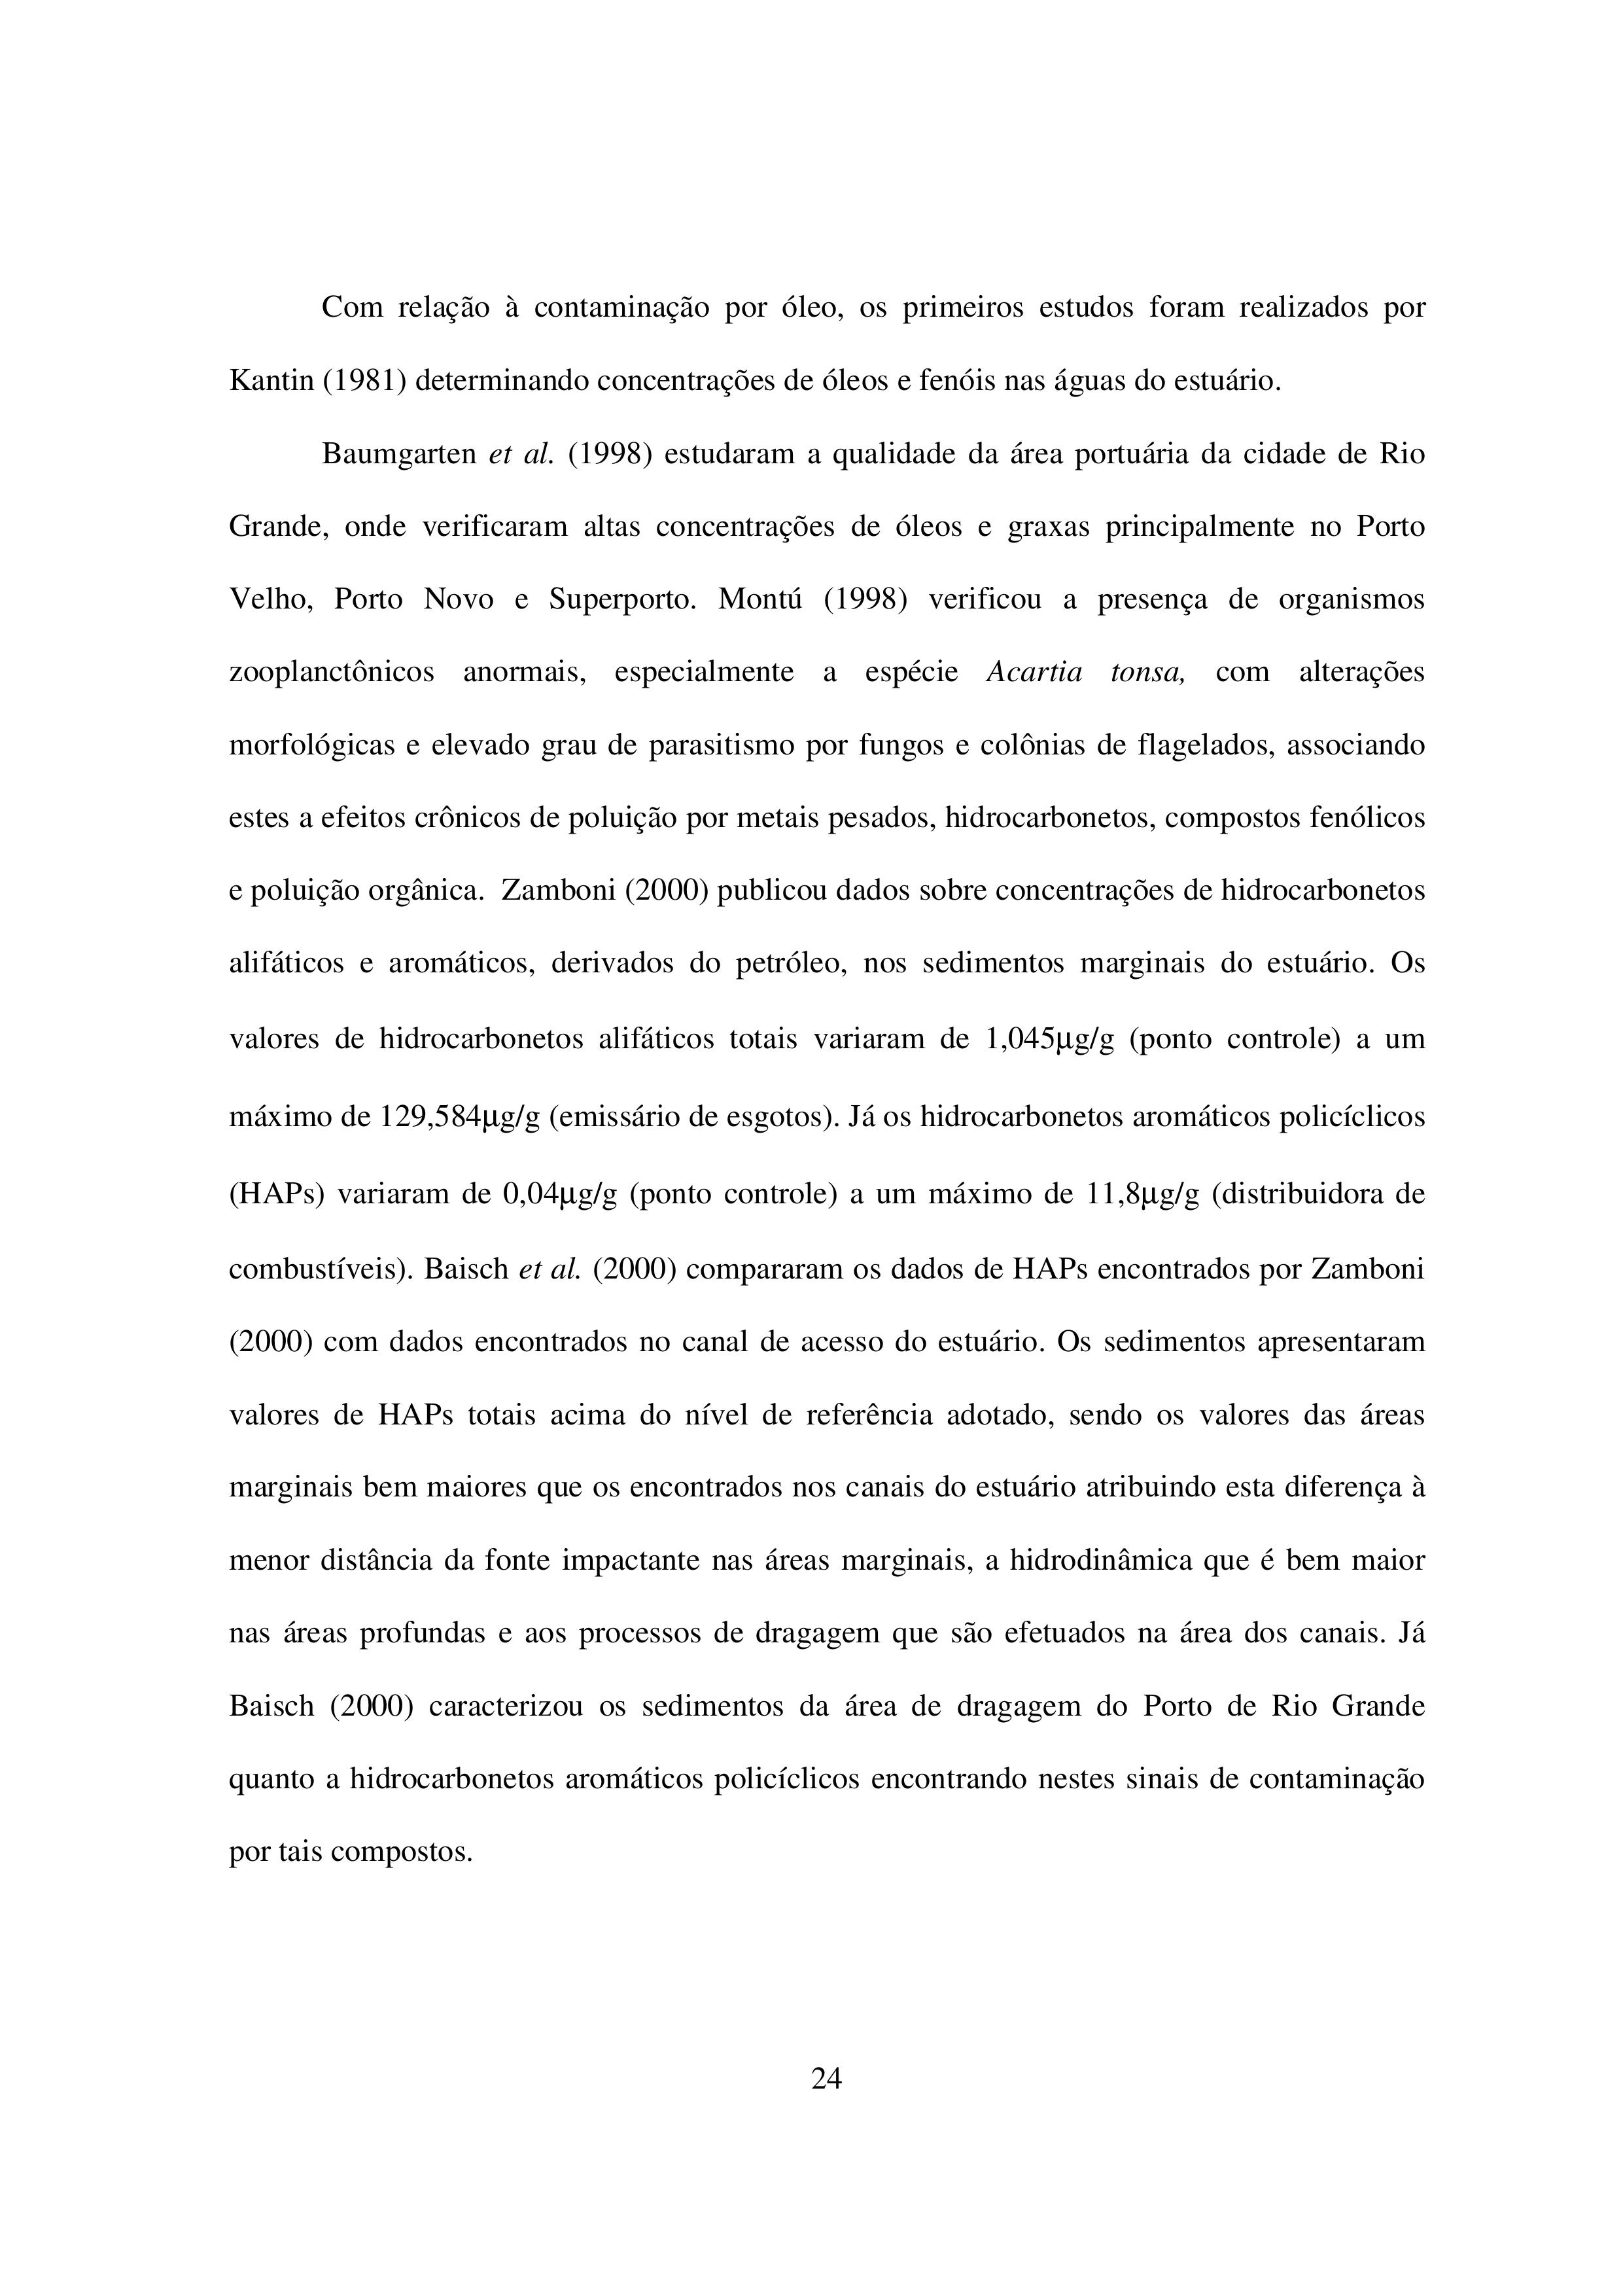 Com relação à contaminação por óleo, os primeiros estudos foram realizados por
Kantin (1981) determinando concentrações de óleos e fenóis nas águas do estuário.
Baumgarten et al. (1998) estudaram a qualidade da área portuária da cidade de Rio
Grande, onde verificaram altas concentrações de óleos e graxas principalmente no Porto
Velho, Porto Novo e Superporto. Montú (1998) verificou a presença de organismos
zooplanctônicos anormais, especialmente a espécie Acartia tonsa, com alterações
morfológicas e elevado grau de parasitismo por fungos e colônias de flagelados, associando
estes a efeitos crônicos de poluição por metais pesados, hidrocarbonetos, compostos fenólicos
e poluição orgânica.  Zamboni (2000) publicou dados sobre concentrações de hidrocarbonetos
alifáticos e aromáticos, derivados do petróleo, nos sedimentos marginais do estuário. Os
valores de hidrocarbonetos alifáticos totais variaram de 1,045μg/g (ponto controle) a um
máximo de 129,584μg/g (emissário de esgotos). Já os hidrocarbonetos aromáticos policíclicos
(HAPs) variaram de 0,04μg/g (ponto controle) a um máximo de 11,8μg/g (distribuidora de
combustíveis). Baisch et al. (2000) compararam os dados de HAPs encontrados por Zamboni
(2000) com dados encontrados no canal de acesso do estuário. Os sedimentos apresentaram
valores de HAPs totais acima do nível de referência adotado, sendo os valores das áreas
marginais bem maiores que os encontrados nos canais do estuário atribuindo esta diferença à
menor distância da fonte impactante nas áreas marginais, a hidrodinâmica que é bem maior
nas áreas profundas e aos processos de dragagem que são efetuados na área dos canais. Já
Baisch (2000) caracterizou os sedimentos da área de dragagem do Porto de Rio Grande
quanto a hidrocarbonetos aromáticos policíclicos encontrando nestes sinais de contaminação
por tais compostos.
24